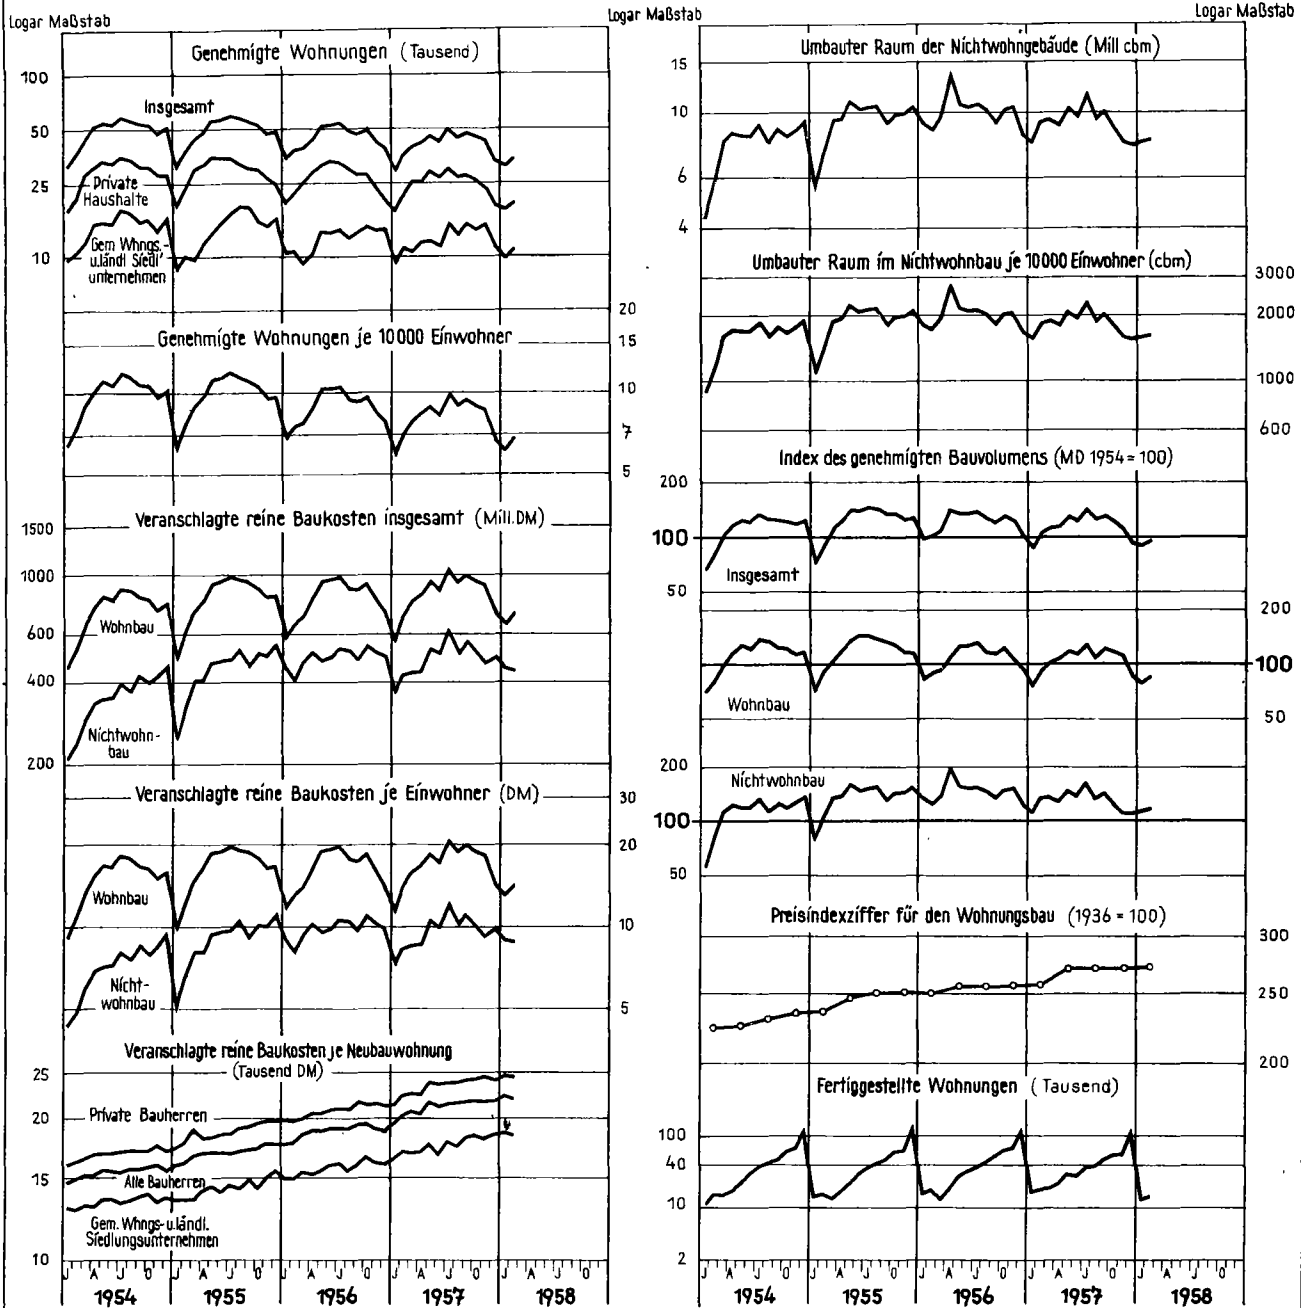 Logar Maßstab
Genehmigte Wohnungen (Tausend)
100
Insgesamt
50
Private
Haushalte
25
Gem Whngs.-
u.ländl Siedl'
unternehmen
10
20
Genehmigte Wohnungen je 10000 Einwohner
15
10
7
5
Veranschlagte reine Baukosten insgesamt (Mill.DM)
1500
1000
Wohnbau
600
400
Nichtwohn-
bau
200
Veranschlagte reine Baukosten je Einwohner (DM)
30
20
Wohnbau
10
Nicht-
wohnbau
5
Veranschlagte reine Baukosten je Neubauwohnung
(Tausend DM)
25
Private Bauherren
20
Alle Bauherren
15
Gem. Whngs- u.ländl.
Siedlungsunternehmen
10
J A J O J A J O J A J O J A J O J A J O
1954 1955 1956 1957 1958
Logar Maßstab
Logar Maßstab
Umbauter Raum der Nichtwohngebäude (Mill cbm)
15
10
6
4
Umbauter Raum im Nichtwohnbau je 10000 Einwohner (cbm)
3000
2000
1000
600
Index des genehmigten Bauvolumens (MD 1954 = 100)
200
100
Insgesamt
50
200
100
Wohnbau
50
200
Nichtwohnbau
100
50
Preisindexziffer für den Wohnungsbau (1936 = 100)
300
250
200
Fertiggestellte Wohnungen (Tausend)
100
40
10
2
J A J O J A J O J A J O J A J O J A J O
1954 1955 1956 1957 1958